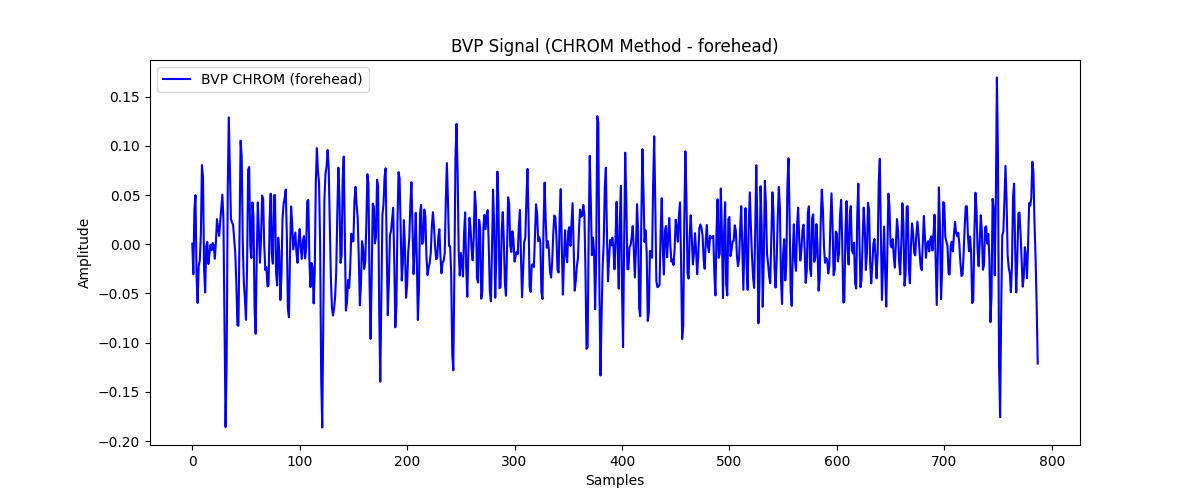 BVP Signal (CHROM Method - forehead)
BVP CHROM (forehead)
0.15
0.10
0.05
0.00
−0.05
−0.10
−0.15
−0.20
Amplitude
0 100 200 300 400 500 600 700 800
Samples